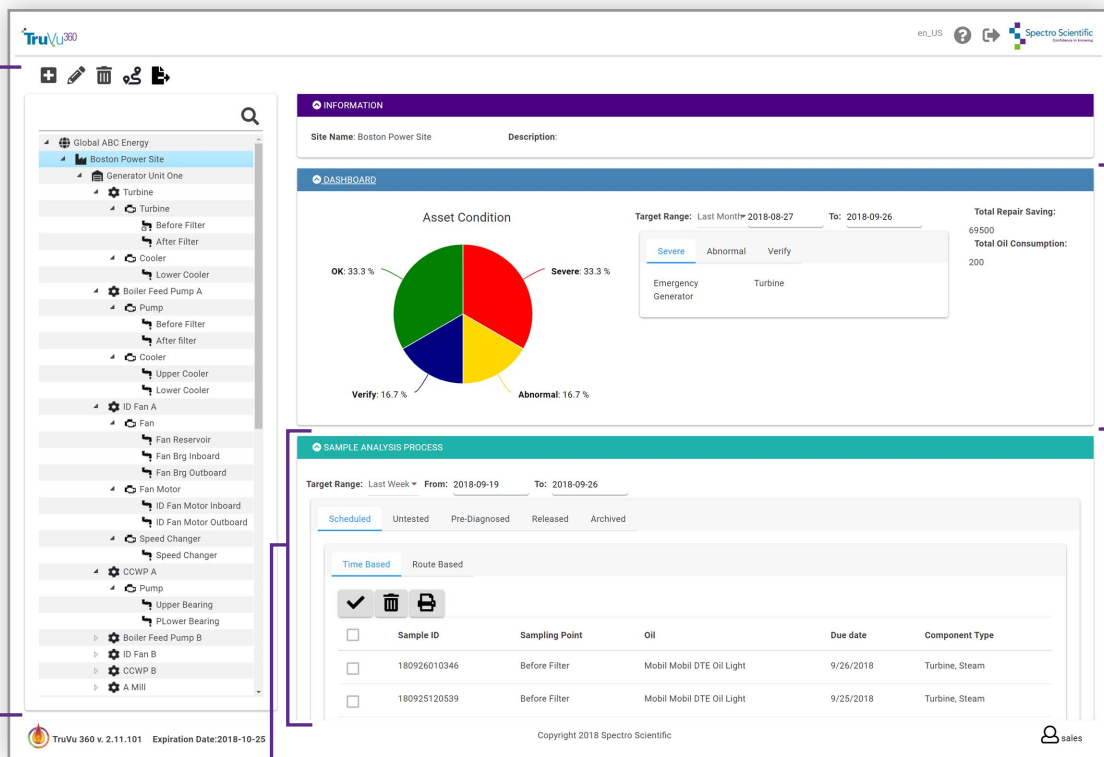 TruVu360
en_US
Spectro Scientific
Confidence in knowing
Global ABC Energy
Boston Power Site
Generator Unit One
Turbine
Turbine
Before Filter
After Filter
Cooler
Lower Cooler
Boiler Feed Pump A
Pump
Before Filter
After filter
Cooler
Upper Cooler
Lower Cooler
ID Fan A
Fan
Fan Reservoir
Fan Brg Inboard
Fan Brg Outboard
Fan Motor
ID Fan Motor Inboard
ID Fan Motor Outboard
Speed Changer
Speed Changer
CCWP A
Pump
Upper Bearing
PLower Bearing
Boiler Feed Pump B
ID Fan B
CCWP B
A Mill
INFORMATION
Site Name: Boston Power Site Description:
DASHBOARD
Asset Condition
OK: 33.3 %
Severe: 33.3 %
Verify: 16.7 %
Abnormal: 16.7 %
Target Range: Last Month 2018-08-27 To: 2018-09-26
Severe Abnormal Verify
Emergency Turbine
Generator
Total Repair Saving:
69500
Total Oil Consumption:
200
SAMPLE ANALYSIS PROCESS
Target Range: Last Week From: 2018-09-19 To: 2018-09-26
Scheduled Untested Pre-Diagnosed Released Archived
Time Based Route Based
Sample ID Sampling Point Oil Due date Component Type
180926010346 Before Filter Mobil Mobil DTE Oil Light 9/26/2018 Turbine, Steam
180925120539 Before Filter Mobil Mobil DTE Oil Light 9/25/2018 Turbine, Steam
TruVu 360 v. 2.11.101 Expiration Date:2018-10-25
Copyright 2018 Spectro Scientific
sales